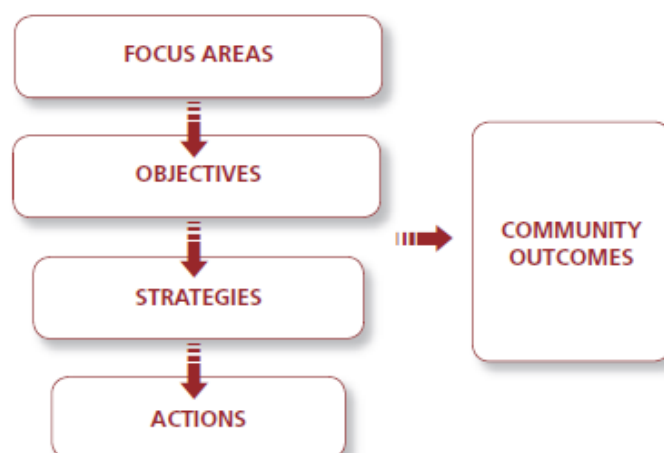 FOCUS AREAS
OBJECTIVES
STRATEGIES
ACTIONS
COMMUNITY
OUTCOMES